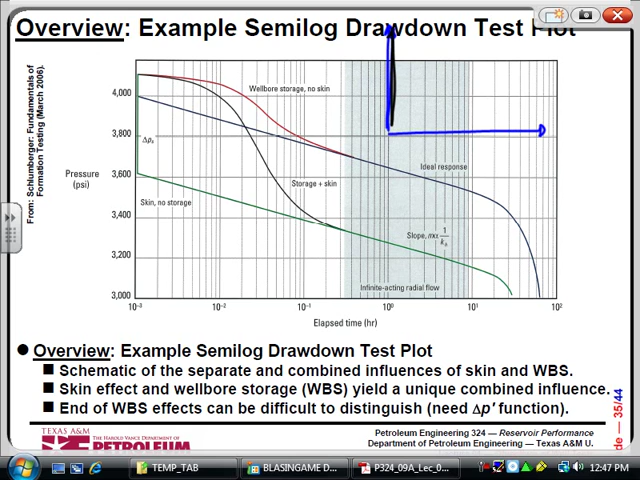 Overview: Example Semilog Drawdown Test Plot
From: Schlumberger: Fundamentals of
Formation Testing (March 2006).
Pressure
(psi)
4,000
3,800
3,600
3,400
3,200
3,000
Wellbore storage, no skin
Δps
Ideal response
Storage + skin
Skin, no storage
Slope, m∝ 1/k
Infinite-acting radial flow
10⁻³
10⁻²
10⁻¹
10⁰
10¹
10²
Elapsed time (hr)
Overview: Example Semilog Drawdown Test Plot
Schematic of the separate and combined influences of skin and WBS.
Skin effect and wellbore storage (WBS) yield a unique combined influence.
End of WBS effects can be difficult to distinguish (need Δp' function).
de — 35/44
TEXAS A&M
THE HAROLD VANCE DEPARTMENT OF
PETROLEUM
Petroleum Engineering 324 — Reservoir Performance
Department of Petroleum Engineering — Texas A&M U.
TEMP_TAB
BLASINGAME D...
P324_09A_Lec_0...
12:47 PM